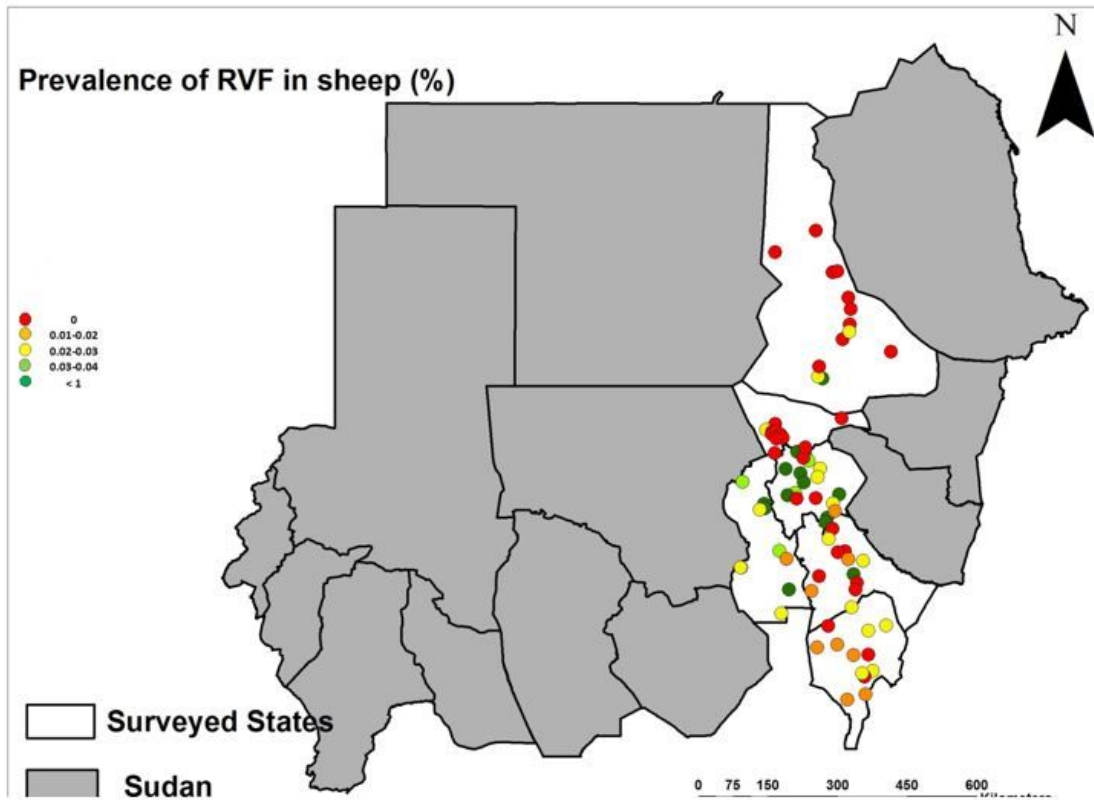 N
Prevalence of RVF in sheep (%)
0
0.01-0.02
0.02-0.03
0.03-0.04
< 1
Surveyed States
Sudan
0 75 150 300 450 600
Kilometers